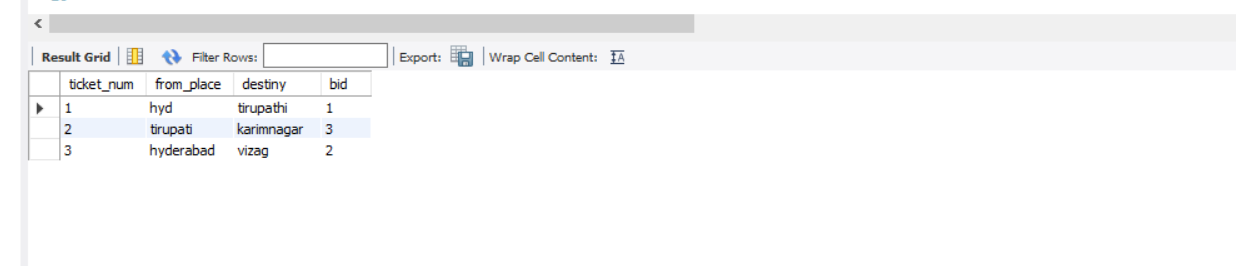 Result Grid Filter Rows: Export: Wrap Cell Content:
ticket_num from_place destiny bid
1 hyd tirupathi 1
2 tirupati karimnagar 3
3 hyderabad vizag 2